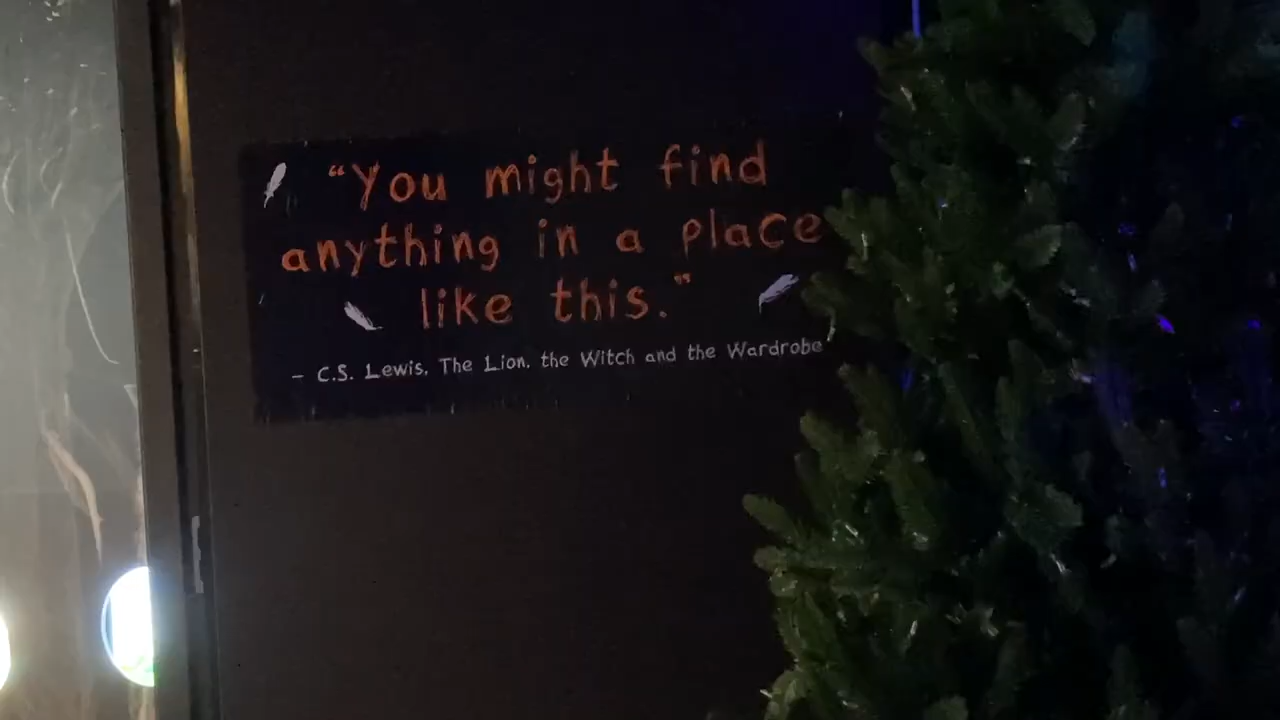 “You might find
anything in a place
like this.”
– C.S. Lewis, The Lion, the Witch and the Wardrobe